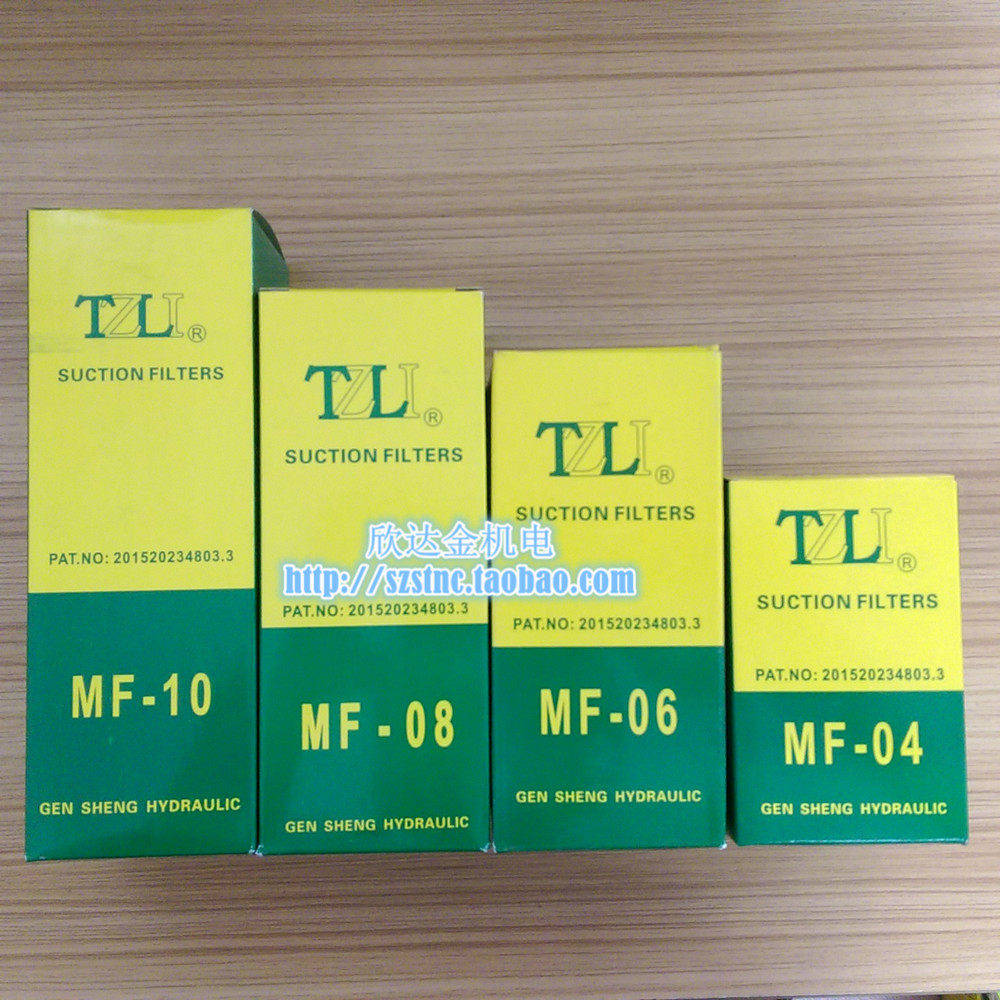 TZLI®
SUCTION FILTERS
PAT.NO: 201520234803.3
MF-10
GEN SHENG HYDRAULIC
TZLI®
SUCTION FILTERS
PAT.NO: 201520234803.3
MF - 08
GEN SHENG HYDRAULIC
TZLI®
SUCTION FILTERS
PAT.NO: 201520234803.3
MF-06
GEN SHENG HYDRAULIC
TZLI®
SUCTION FILTERS
PAT.NO: 201520234803.3
MF-04
GEN SHENG HYDRAULIC
欣达金机电
http://szstnc.taobao.com